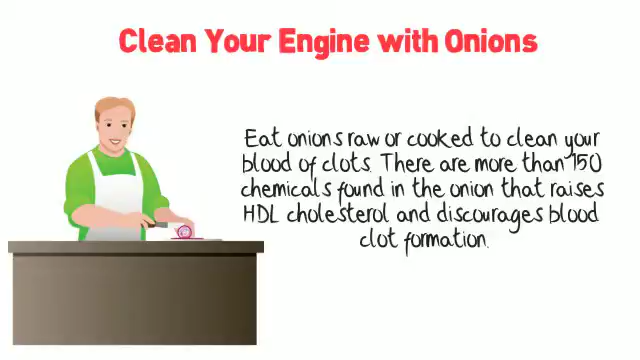 Clean Your Engine with Onions
Eat onions raw or cooked to clean your
blood of clots. There are more than 150
chemicals found in the onion that raises
HDL cholesterol and discourages blood
clot formation.